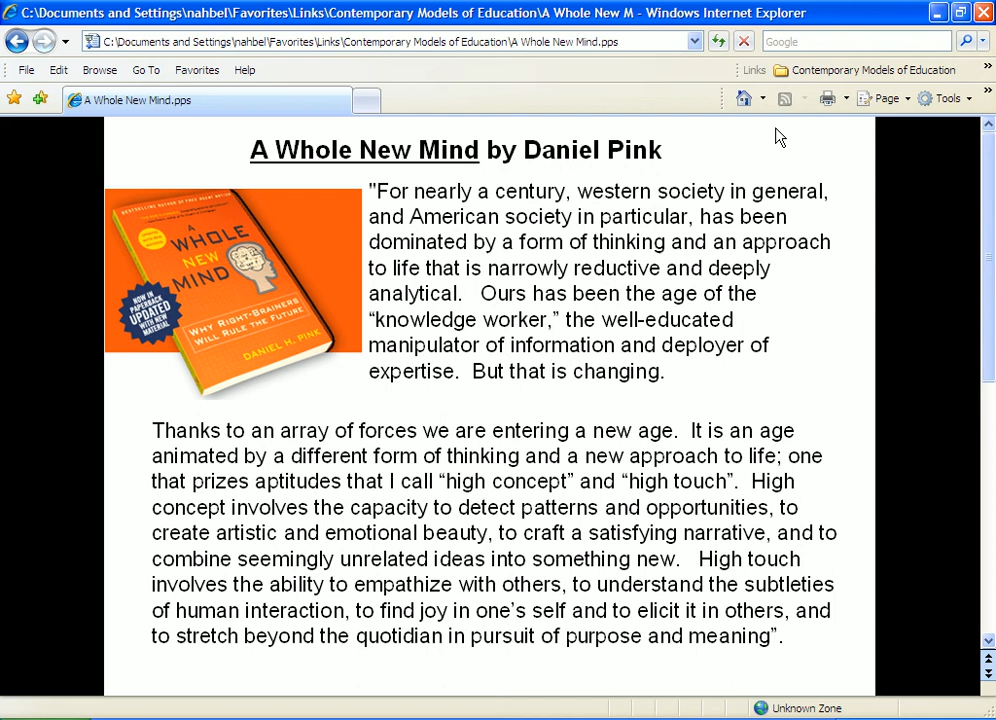 C:\Documents and Settings\nahbel\Favorites\Links\Contemporary Models of Education\A Whole New M - Windows Internet Explorer
C:\Documents and Settings\nahbel\Favorites\Links\Contemporary Models of Education\A Whole New Mind.pps
Google
File Edit Browse Go To Favorites Help
Links Contemporary Models of Education »
A Whole New Mind.pps
Page Tools »
A Whole New Mind by Daniel Pink
"For nearly a century, western society in general,
and American society in particular, has been
dominated by a form of thinking and an approach
to life that is narrowly reductive and deeply
analytical. Ours has been the age of the
“knowledge worker,” the well-educated
manipulator of information and deployer of
expertise. But that is changing.
A
WHOLE
NEW
MIND
NOW IN
PAPERBACK
UPDATED
WITH NEW
MATERIAL
WHY RIGHT-BRAINERS
WILL RULE THE FUTURE
DANIEL H. PINK
Thanks to an array of forces we are entering a new age. It is an age
animated by a different form of thinking and a new approach to life; one
that prizes aptitudes that I call “high concept” and “high touch”. High
concept involves the capacity to detect patterns and opportunities, to
create artistic and emotional beauty, to craft a satisfying narrative, and to
combine seemingly unrelated ideas into something new. High touch
involves the ability to empathize with others, to understand the subtleties
of human interaction, to find joy in one’s self and to elicit it in others, and
to stretch beyond the quotidian in pursuit of purpose and meaning”.
Unknown Zone